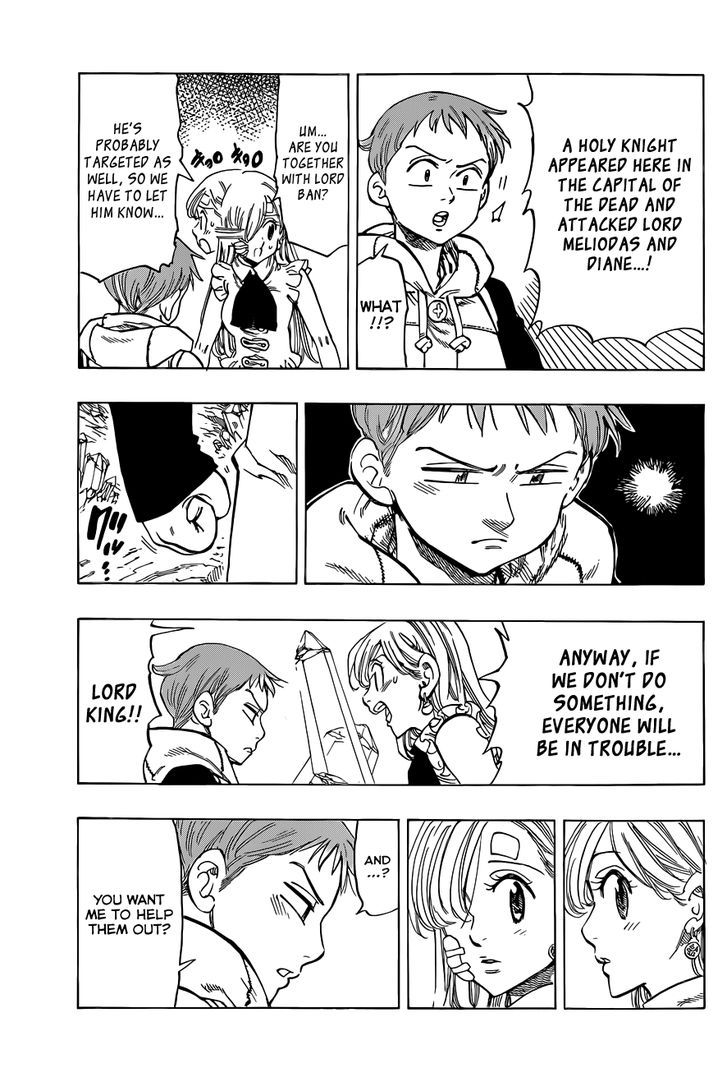 A HOLY KNIGHT
APPEARED HERE IN
THE CAPITAL OF
THE DEAD AND
ATTACKED LORD
MELIODAS AND
DIANE...!
WHAT
!!?
UM...
ARE YOU
TOGETHER
WITH LORD
BAN?
HE'S
PROBABLY
TARGETED AS
WELL, SO WE
HAVE TO LET
HIM KNOW...
ANYWAY, IF
WE DON'T DO
SOMETHING,
EVERYONE WILL
BE IN TROUBLE...
LORD
KING!!
AND
...?
YOU WANT
ME TO HELP
THEM OUT?